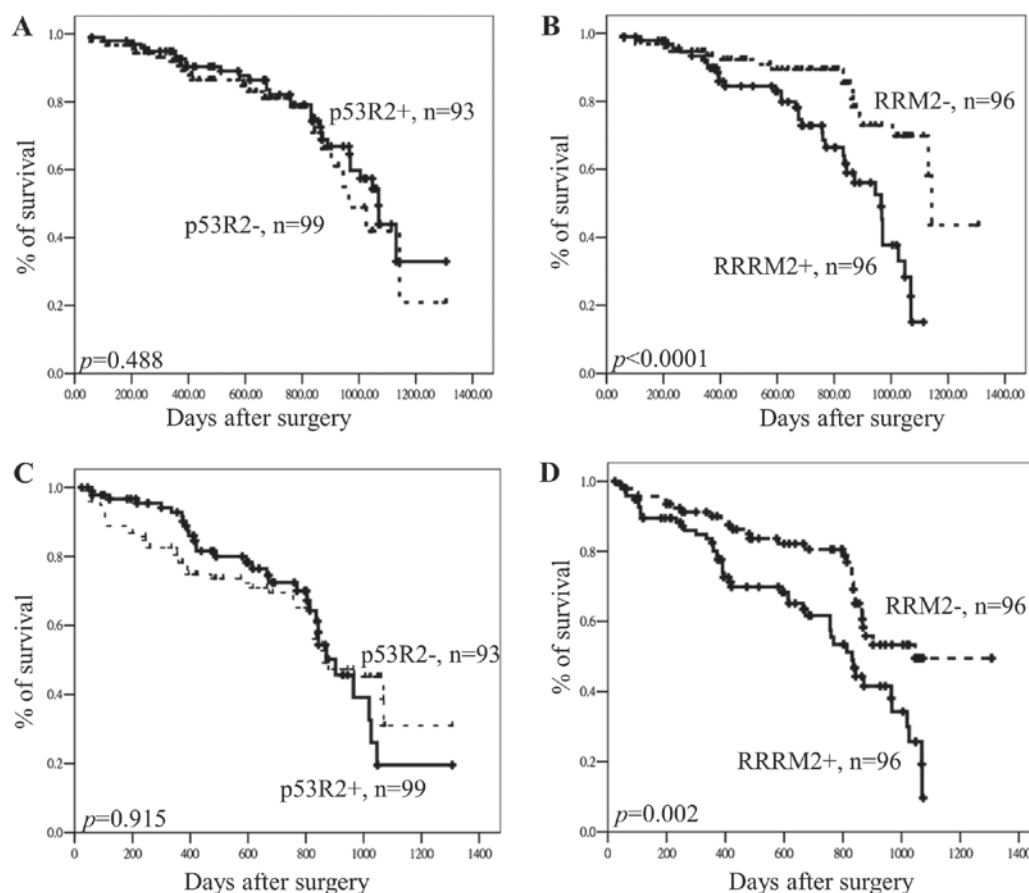 A
1.0
0.8
0.6
0.4
0.2
0.0
% of survival
p53R2+, n=93
p53R2-, n=99
p=0.488
0.00 200.00 400.00 600.00 800.00 1000.00 1200.00 1400.00
Days after surgery
B
1.0
0.8
0.6
0.4
0.2
0.0
% of survival
RRM2-, n=96
RRRM2+, n=96
p<0.0001
0.00 200.00 400.00 600.00 800.00 1000.00 1200.00 1400.00
Days after surgery
C
1.0
0.8
0.6
0.4
0.2
0.0
% of survival
p53R2-, n=93
p53R2+, n=99
p=0.915
0 200 400 600 800 1000 1200 1400
Days after surgery
D
1.0
0.8
0.6
0.4
0.2
0.0
% of survival
RRM2-, n=96
RRRM2+, n=96
p=0.002
0 200 400 600 800 1000 1200 1400
Days after surgery